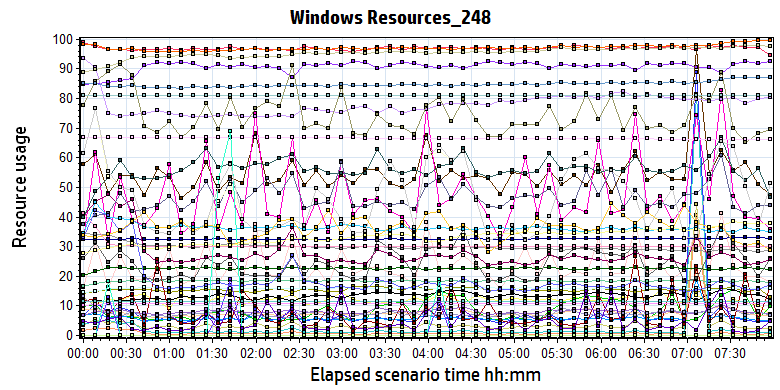 Windows Resources_248
100
90
80
70
60
50
40
30
20
10
0
Resource usage
00:00 00:30 01:00 01:30 02:00 02:30 03:00 03:30 04:00 04:30 05:00 05:30 06:00 06:30 07:00 07:30
Elapsed scenario time hh:mm